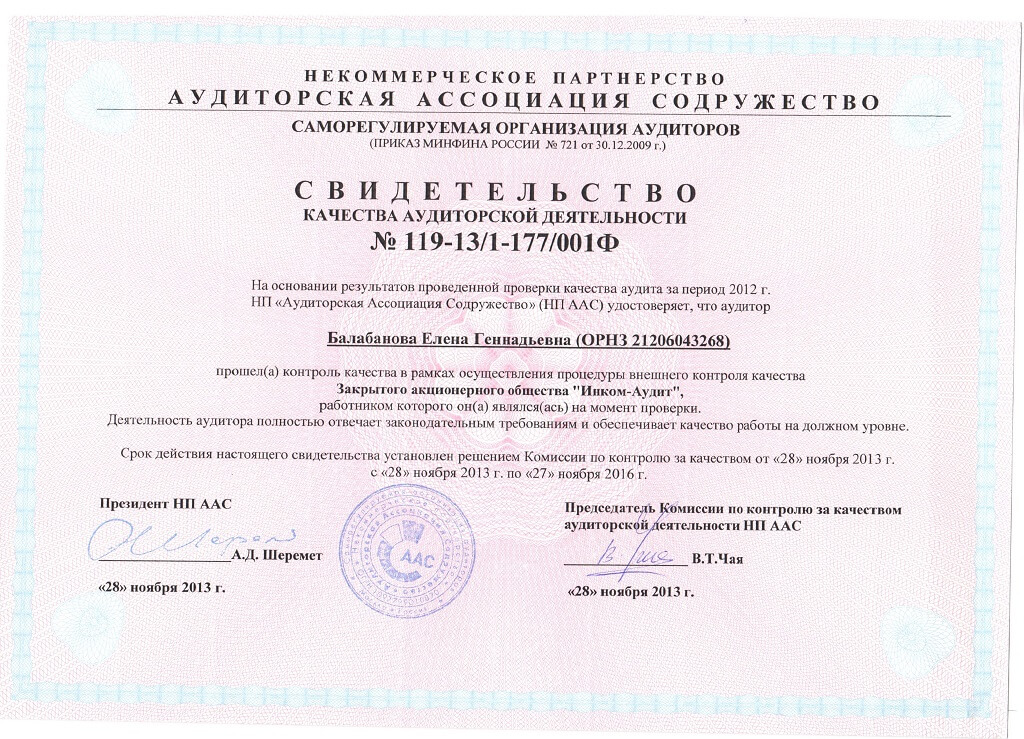 НЕКОММЕРЧЕСКОЕ ПАРТНЕРСТВО
АУДИТОРСКАЯ АССОЦИАЦИЯ СОДРУЖЕСТВО
САМОРЕГУЛИРУЕМАЯ ОРГАНИЗАЦИЯ АУДИТОРОВ
(ПРИКАЗ МИНФИНА РОССИИ № 721 от 30.12.2009 г.)
СВИДЕТЕЛЬСТВО
КАЧЕСТВА АУДИТОРСКОЙ ДЕЯТЕЛЬНОСТИ
№ 119-13/1-177/001Ф
На основании результатов проведенной проверки качества аудита за период 2012 г.
НП «Аудиторская Ассоциация Содружество» (НП ААС) удостоверяет, что аудитор
Балабанова Елена Геннадьевна (ОРНЗ 21206043268)
прошел(а) контроль качества в рамках осуществления процедуры внешнего контроля качества
Закрытого акционерного общества "Инком-Аудит",
работником которого он(а) являлся(ась) на момент проверки.
Деятельность аудитора полностью отвечает законодательным требованиям и обеспечивает качество работы на должном уровне.
Срок действия настоящего свидетельства установлен решением Комиссии по контролю за качеством от «28» ноября 2013 г.
с «28» ноября 2013 г. по «27» ноября 2016 г.
Президент НП ААС
А.Д. Шеремет
«28» ноября 2013 г.
ААС
Председатель Комиссии по контролю за качеством
аудиторской деятельности НП ААС
В.Т.Чая
«28» ноября 2013 г.